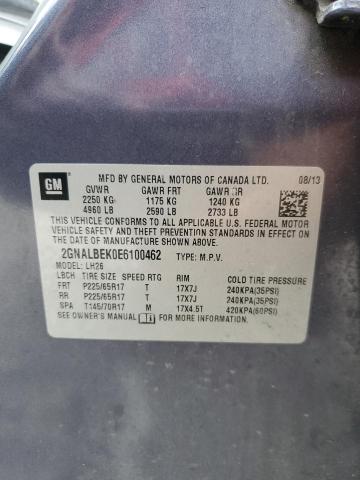 GM
MFD BY GENERAL MOTORS OF CANADA LTD. 08/13
GVWR GAWR FRT GAWR RR
2250 KG 1175 KG 1240 KG
4960 LB 2590 LB 2733 LB
THIS VEHICLE CONFORMS TO ALL APPLICABLE U.S. FEDERAL MOTOR
VEHICLE SAFETY AND THEFT PREVENTION STANDARDS IN EFFECT ON
THE DATE OF MANUFACTURE SHOWN ABOVE.
2GNALBEK0E6100462 TYPE: M.P.V.
MODEL: LH26
LBCH TIRE SIZE SPEED RTG RIM COLD TIRE PRESSURE
FRT P225/65R17 T 17X7J 240KPA(35PSI)
RR P225/65R17 T 17X7J 240KPA(35PSI)
SPA T145/70R17 M 17X4.5T 420KPA(60PSI)
SEE OWNER'S MANUAL FOR MORE INFORMATION.